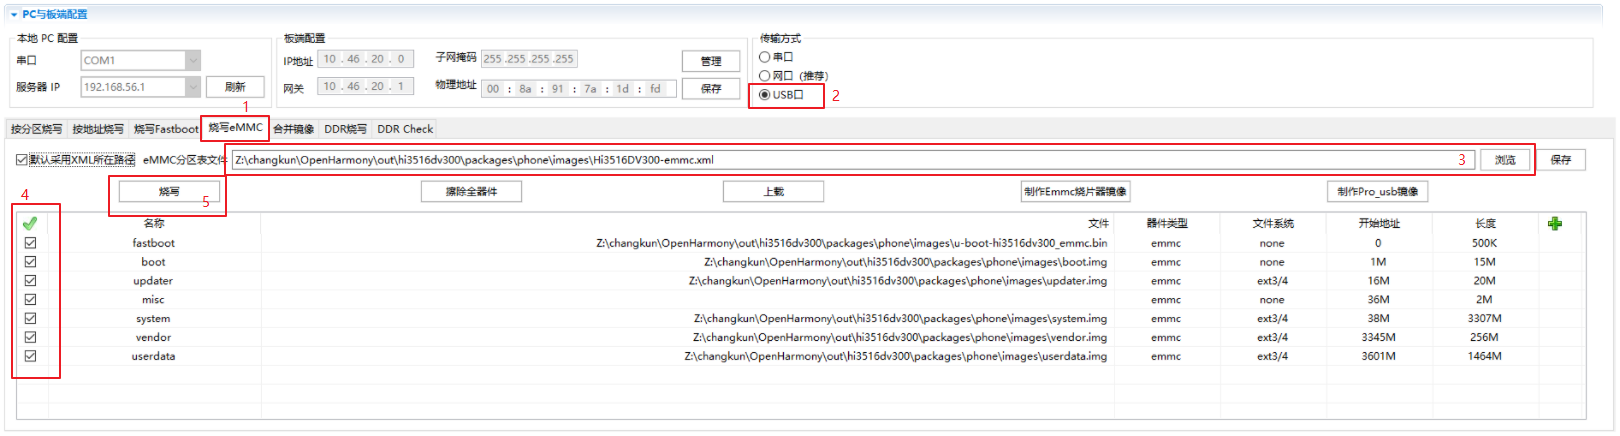 PC与板端配置
本地 PC 配置
串口 COM1
服务器 IP 192.168.56.1 刷新
板端配置
IP地址 10 . 46 . 20 . 0 子网掩码 255 .255 .255 .255 管理
网关 10 . 46 . 20 . 1 物理地址 00 : 8a : 91 : 7a : 1d : fd 保存
传输方式
串口
网口（推荐）
USB口 2
1
按分区烧写 按地址烧写 烧写Fastboot 烧写eMMC 合并镜像 DDR烧写 DDR Check
默认采用XML所在路径 eMMC分区表文件 Z:\changkun\OpenHarmony\out\hi3516dv300\packages\phone\images\Hi3516DV300-emmc.xml 3 浏览 保存
4 烧写 5 擦除全器件 上载 制作Emmc烧片器镜像 制作Pro_usb镜像
名称 文件 器件类型 文件系统 开始地址 长度
fastboot Z:\changkun\OpenHarmony\out\hi3516dv300\packages\phone\images\u-boot-hi3516dv300_emmc.bin emmc none 0 500K
boot Z:\changkun\OpenHarmony\out\hi3516dv300\packages\phone\images\boot.img emmc none 1M 15M
updater Z:\changkun\OpenHarmony\out\hi3516dv300\packages\phone\images\updater.img emmc ext3/4 16M 20M
misc emmc none 36M 2M
system Z:\changkun\OpenHarmony\out\hi3516dv300\packages\phone\images\system.img emmc ext3/4 38M 3307M
vendor Z:\changkun\OpenHarmony\out\hi3516dv300\packages\phone\images\vendor.img emmc ext3/4 3345M 256M
userdata Z:\changkun\OpenHarmony\out\hi3516dv300\packages\phone\images\userdata.img emmc ext3/4 3601M 1464M